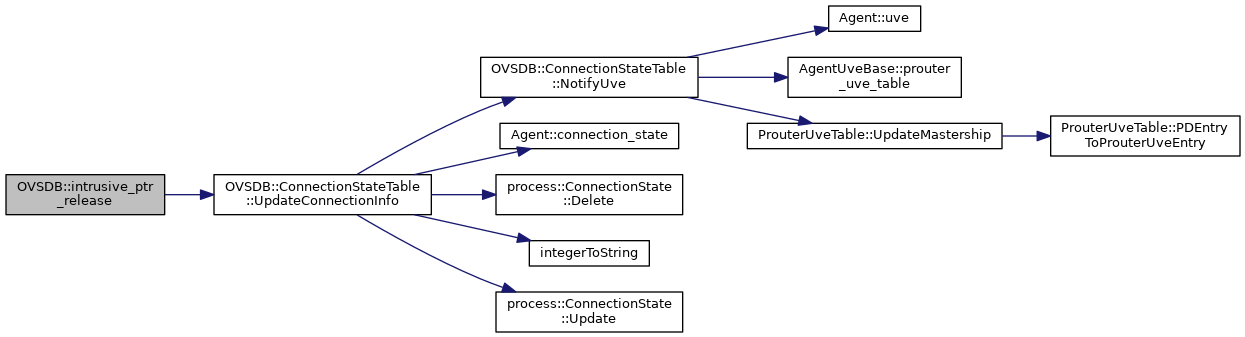 OVSDB::intrusive_ptr
_release
OVSDB::ConnectionStateTable
::UpdateConnectionInfo
OVSDB::ConnectionStateTable
::NotifyUve
Agent::uve
AgentUveBase::prouter
_uve_table
ProuterUveTable::UpdateMastership
ProuterUveTable::PDEntry
ToProuterUveEntry
Agent::connection_state
process::ConnectionState
::Delete
integerToString
process::ConnectionState
::Update